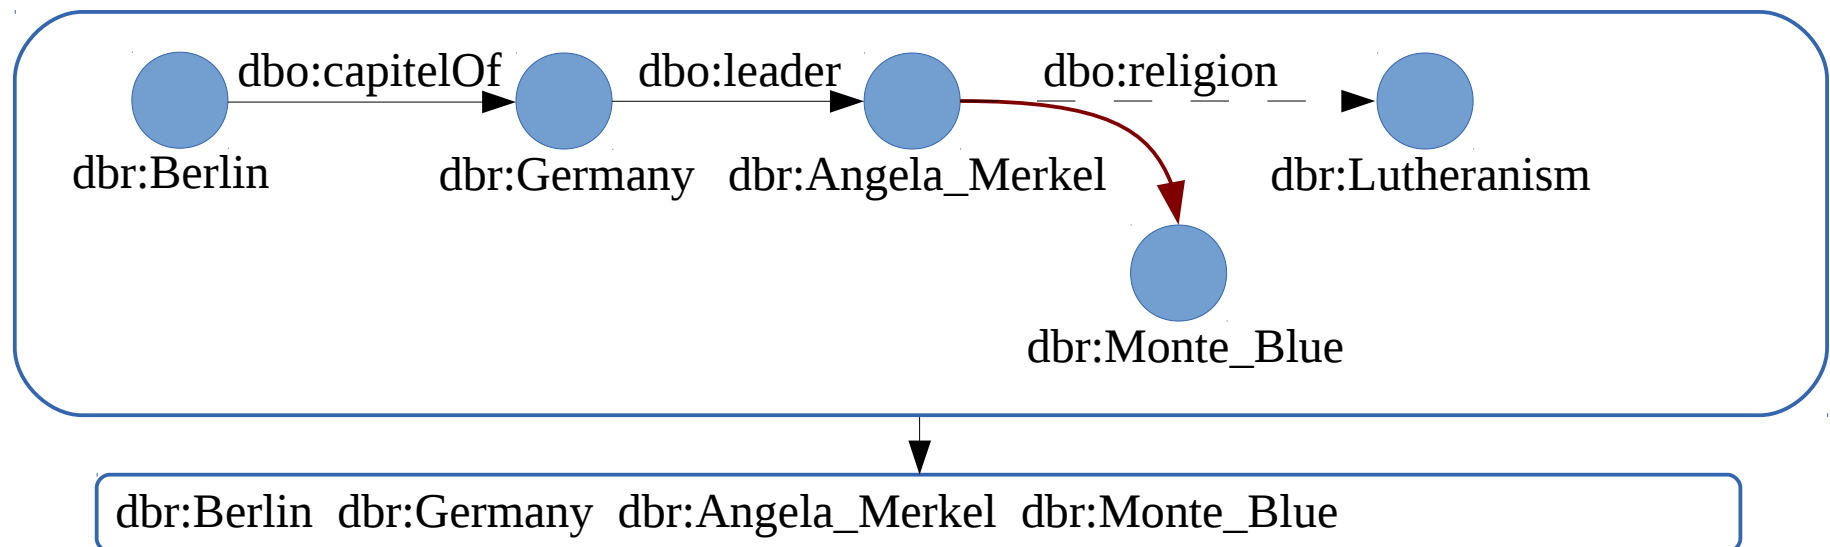 dbo:capitelOf dbo:leader dbo:religion
dbr:Berlin dbr:Germany dbr:Angela_Merkel dbr:Lutheranism
dbr:Monte_Blue
dbr:Berlin dbr:Germany dbr:Angela_Merkel dbr:Monte_Blue